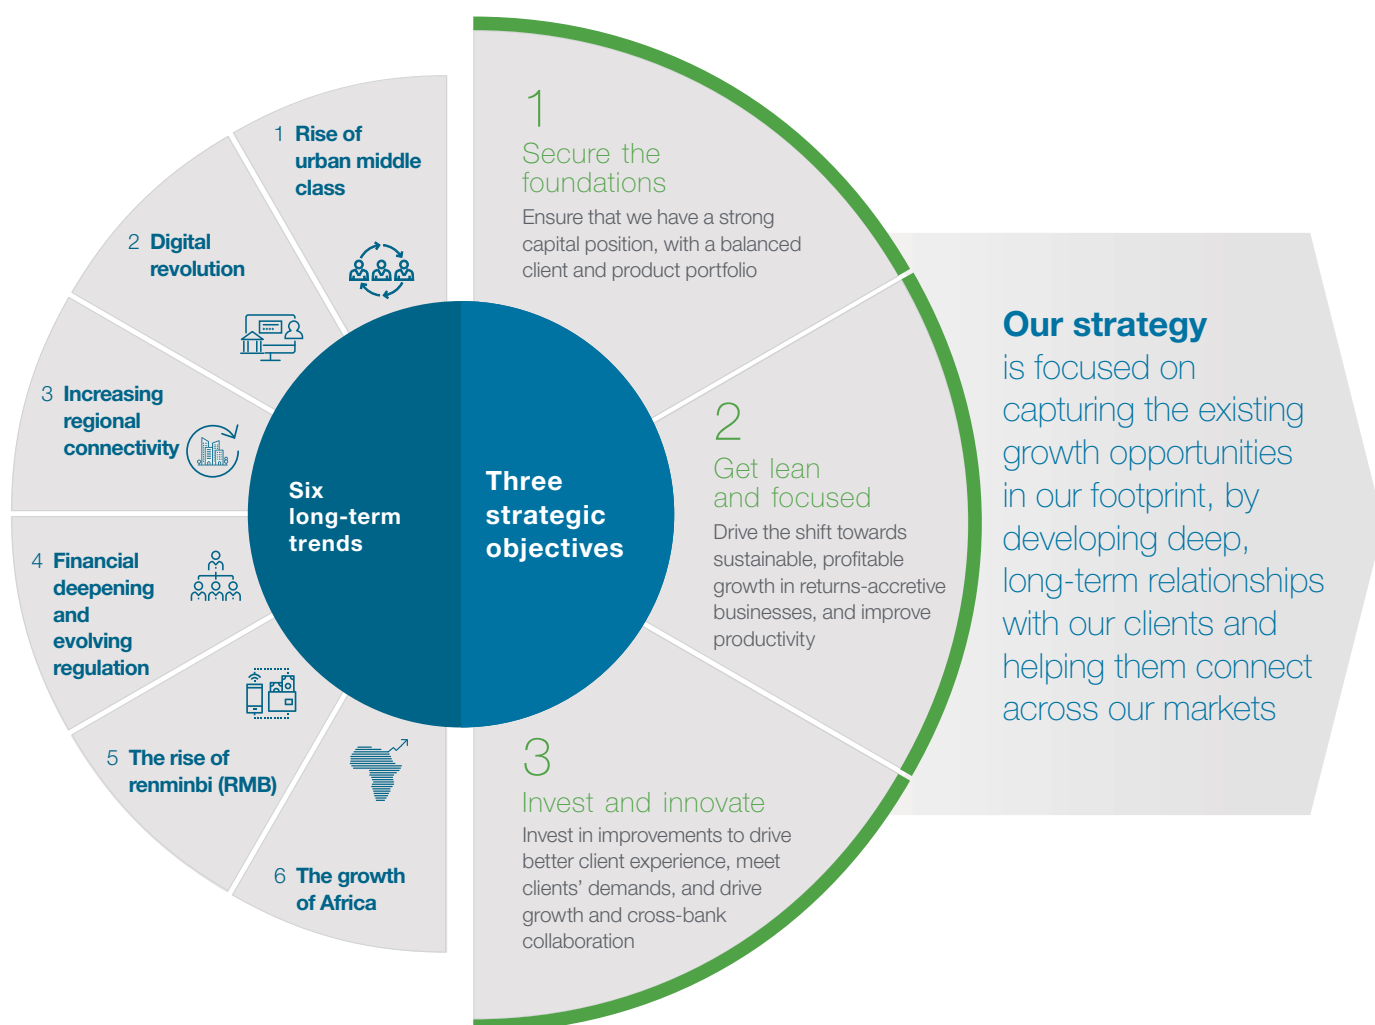 1 Rise of
urban middle
class
2 Digital
revolution
3 Increasing
regional
connectivity
4 Financial
deepening
and
evolving
regulation
5 The rise of
renminbi (RMB)
6 The growth
of Africa
Six
long-term
trends
Three
strategic
objectives
1
Secure the
foundations
Ensure that we have a strong
capital position, with a balanced
client and product portfolio
2
Get lean
and focused
Drive the shift towards
sustainable, profitable
growth in returns-accretive
businesses, and improve
productivity
3
Invest and innovate
Invest in improvements to drive
better client experience, meet
clients’ demands, and drive
growth and cross-bank
collaboration
Our strategy
is focused on
capturing the existing
growth opportunities
in our footprint, by
developing deep,
long-term relationships
with our clients and
helping them connect
across our markets